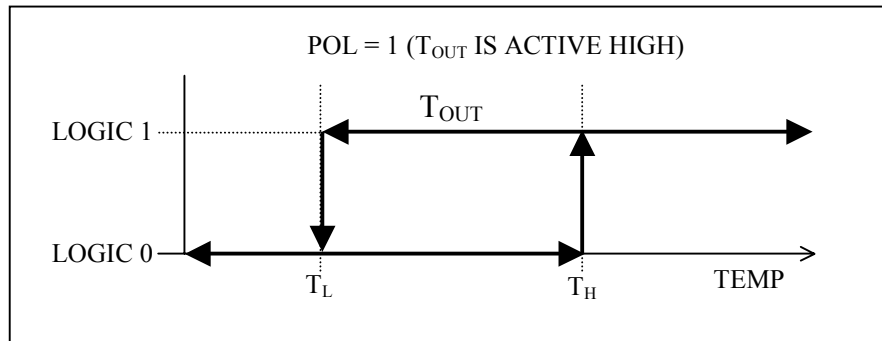 POL = 1 (TOUT IS ACTIVE HIGH)
TOUT
LOGIC 1
LOGIC 0
TL
TH
TEMP